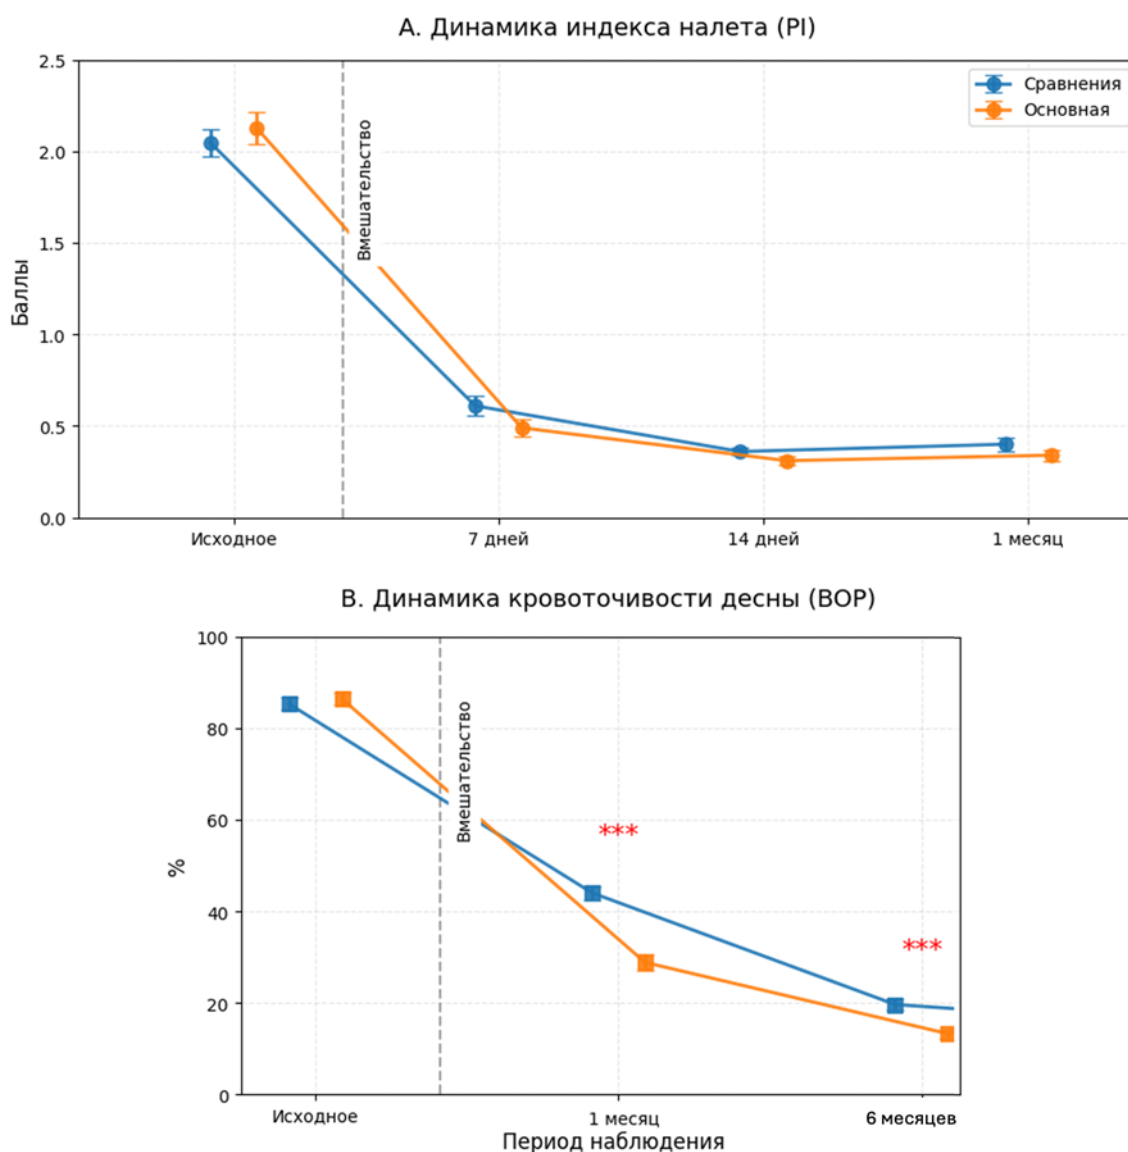 А. Динамика индекса налета (PI)
2.5
2.0
1.5
1.0
0.5
0.0
Баллы
Вмешательство
Сравнения
Основная
Исходное
7 дней
14 дней
1 месяц
В. Динамика кровоточивости десны (BOP)
100
80
60
40
20
0
%
Вмешательство
***
***
Исходное
1 месяц
6 месяцев
Период наблюдения